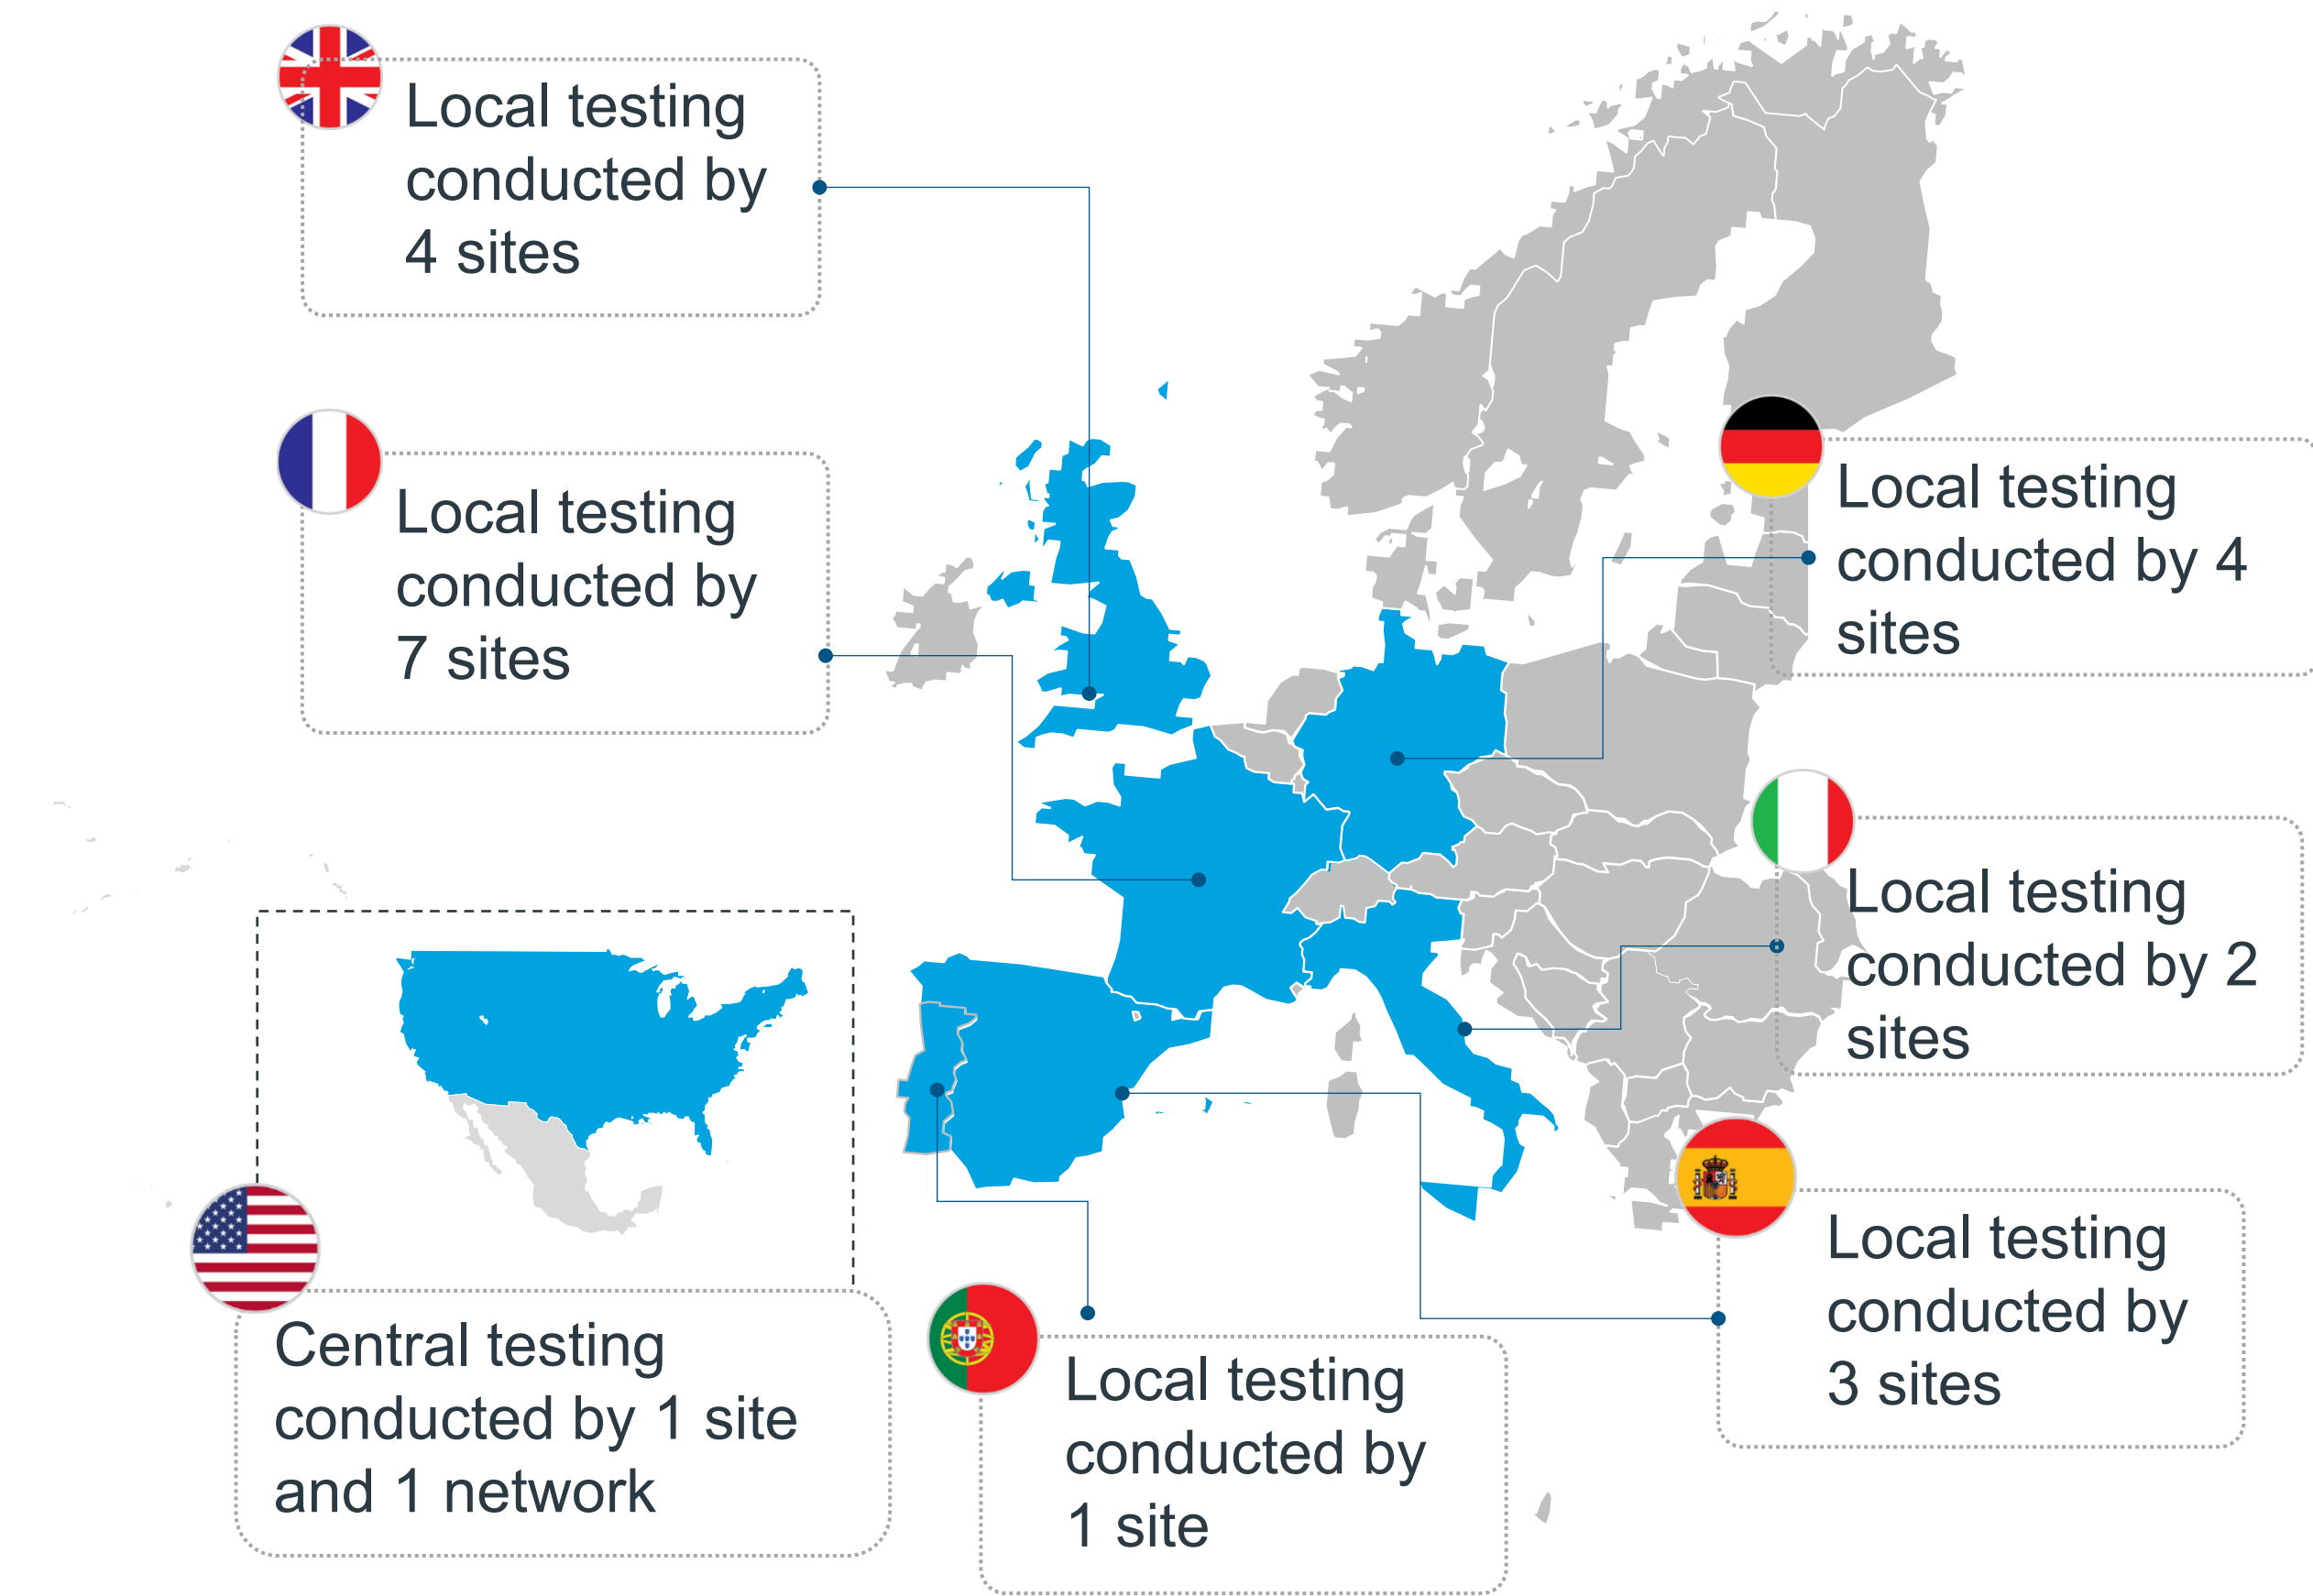 Local testing
conducted by
4 sites
Local testing
conducted by
7 sites
Local testing
conducted by 4
sites
Local testing
conducted by 2
sites
Local testing
conducted by
3 sites
Central testing
conducted by 1 site
and 1 network
Local testing
conducted by
1 site